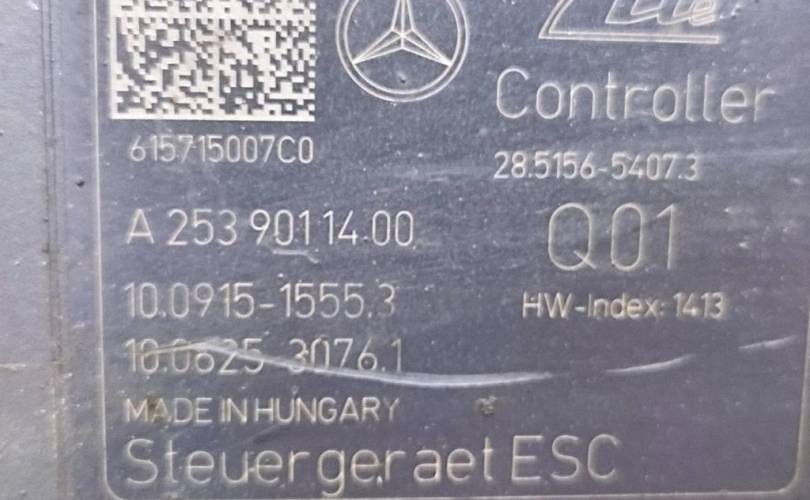 Controller
615715007C0
28.5156-5407.3
A 253 901 14 00
Q01
10.0915-1555.3
HW-Index: 1413
10.0625-3076.1
MADE IN HUNGARY
Steuergeraet ESC